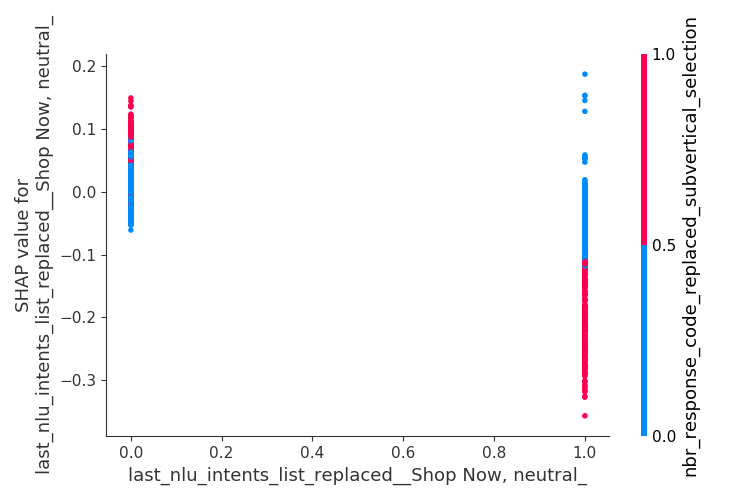 SHAP value for
last_nlu_intents_list_replaced__Shop Now, neutral_
0.2
0.1
0.0
−0.1
−0.2
−0.3
0.0 0.2 0.4 0.6 0.8 1.0
last_nlu_intents_list_replaced__Shop Now, neutral_
1.0
0.5
0.0
nbr_response_code_replaced_subvertical_selection